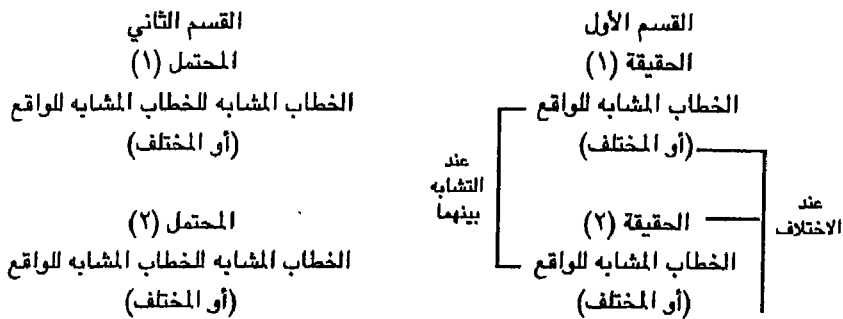 القسم الأول
الحقيقة (١)
الخطاب المشابه للواقع
(أو المختلف)
الحقيقة (٢)
الخطاب المشابه للواقع
(أو المختلف)
عند
الاختلاف
عند
التشابه
بينهما
القسم الثاني
المحتمل (١)
الخطاب المشابه للخطاب المشابه للواقع
(أو المختلف)
المحتمل (٢)
الخطاب المشابه للخطاب المشابه للواقع
(أو المختلف)